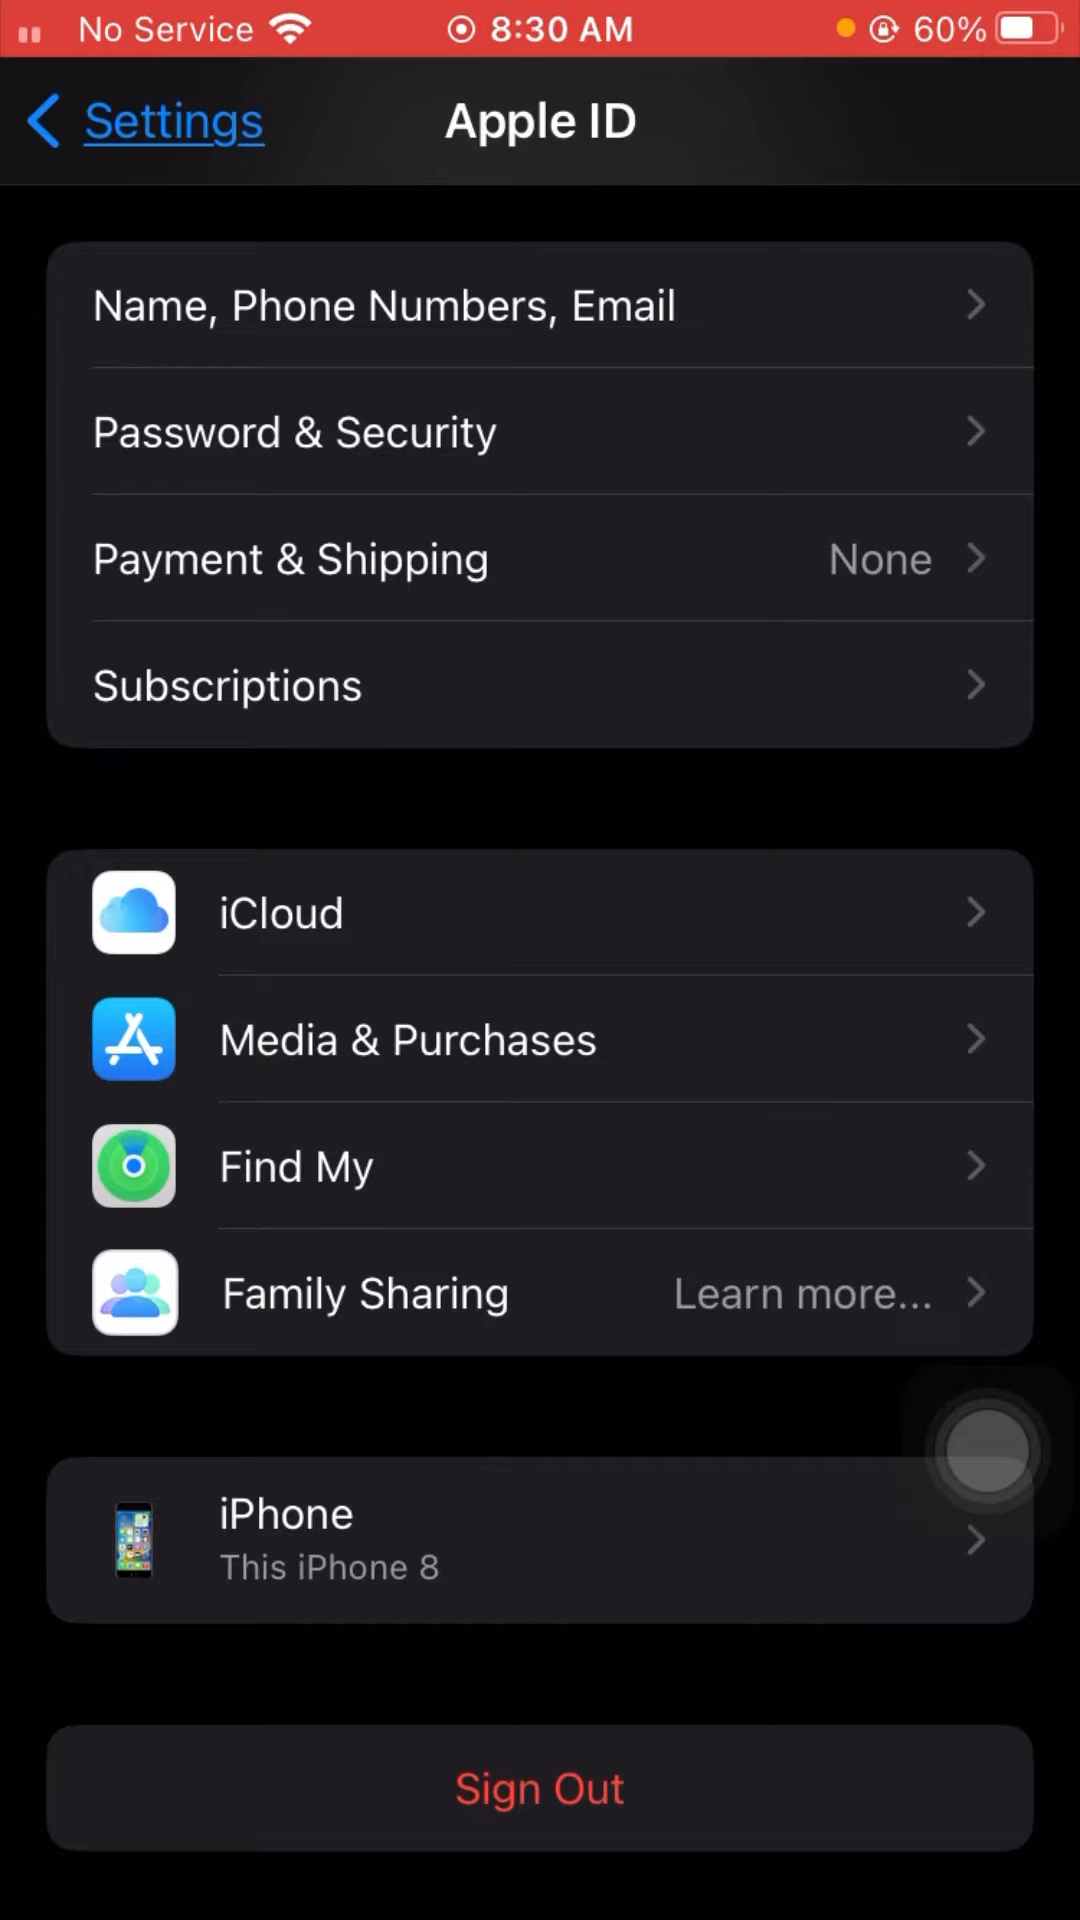 No Service 8:30 AM 60%
Settings Apple ID
Name, Phone Numbers, Email
Password & Security
Payment & Shipping None
Subscriptions
iCloud
Media & Purchases
Find My
Family Sharing Learn more...
iPhone
This iPhone 8
Sign Out